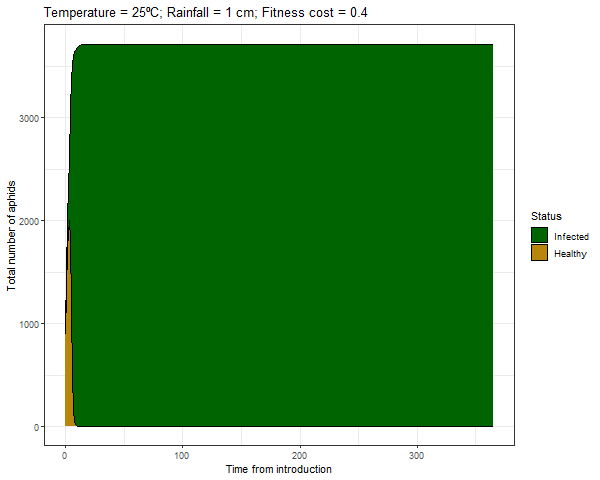 Temperature = 25ºC; Rainfall = 1 cm; Fitness cost = 0.4
Total number of aphids
3000
2000
1000
0
0
100
200
300
Time from introduction
Status
Infected
Healthy